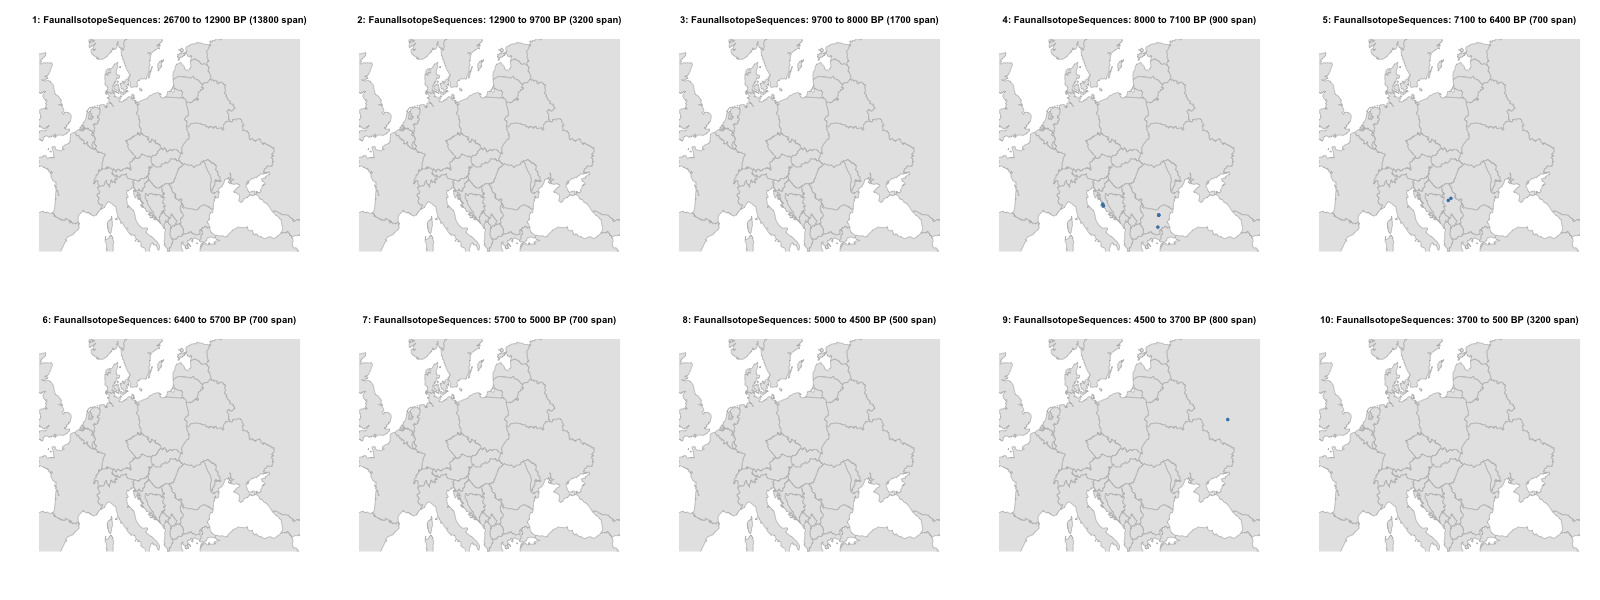 1: FaunalIsotopeSequences: 26700 to 12900 BP (13800 span)
2: FaunalIsotopeSequences: 12900 to 9700 BP (3200 span)
3: FaunalIsotopeSequences: 9700 to 8000 BP (1700 span)
4: FaunalIsotopeSequences: 8000 to 7100 BP (900 span)
5: FaunalIsotopeSequences: 7100 to 6400 BP (700 span)
6: FaunalIsotopeSequences: 6400 to 5700 BP (700 span)
7: FaunalIsotopeSequences: 5700 to 5000 BP (700 span)
8: FaunalIsotopeSequences: 5000 to 4500 BP (500 span)
9: FaunalIsotopeSequences: 4500 to 3700 BP (800 span)
10: FaunalIsotopeSequences: 3700 to 500 BP (3200 span)